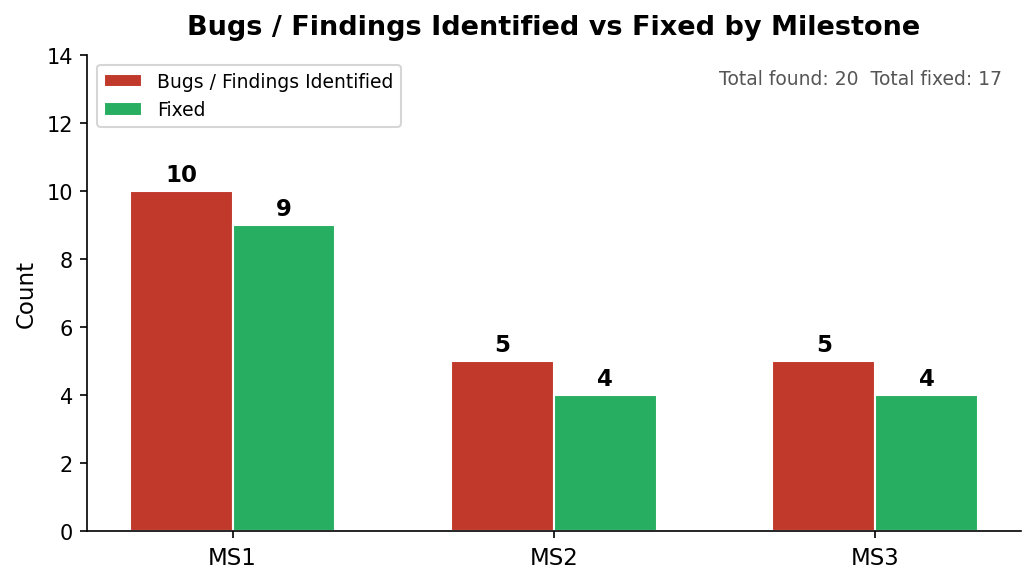 Bugs / Findings Identified vs Fixed by Milestone
Bugs / Findings Identified
Fixed
Total found: 20  Total fixed: 17
Count
14
12
10
8
6
4
2
0
10
9
5
4
5
4
MS1
MS2
MS3